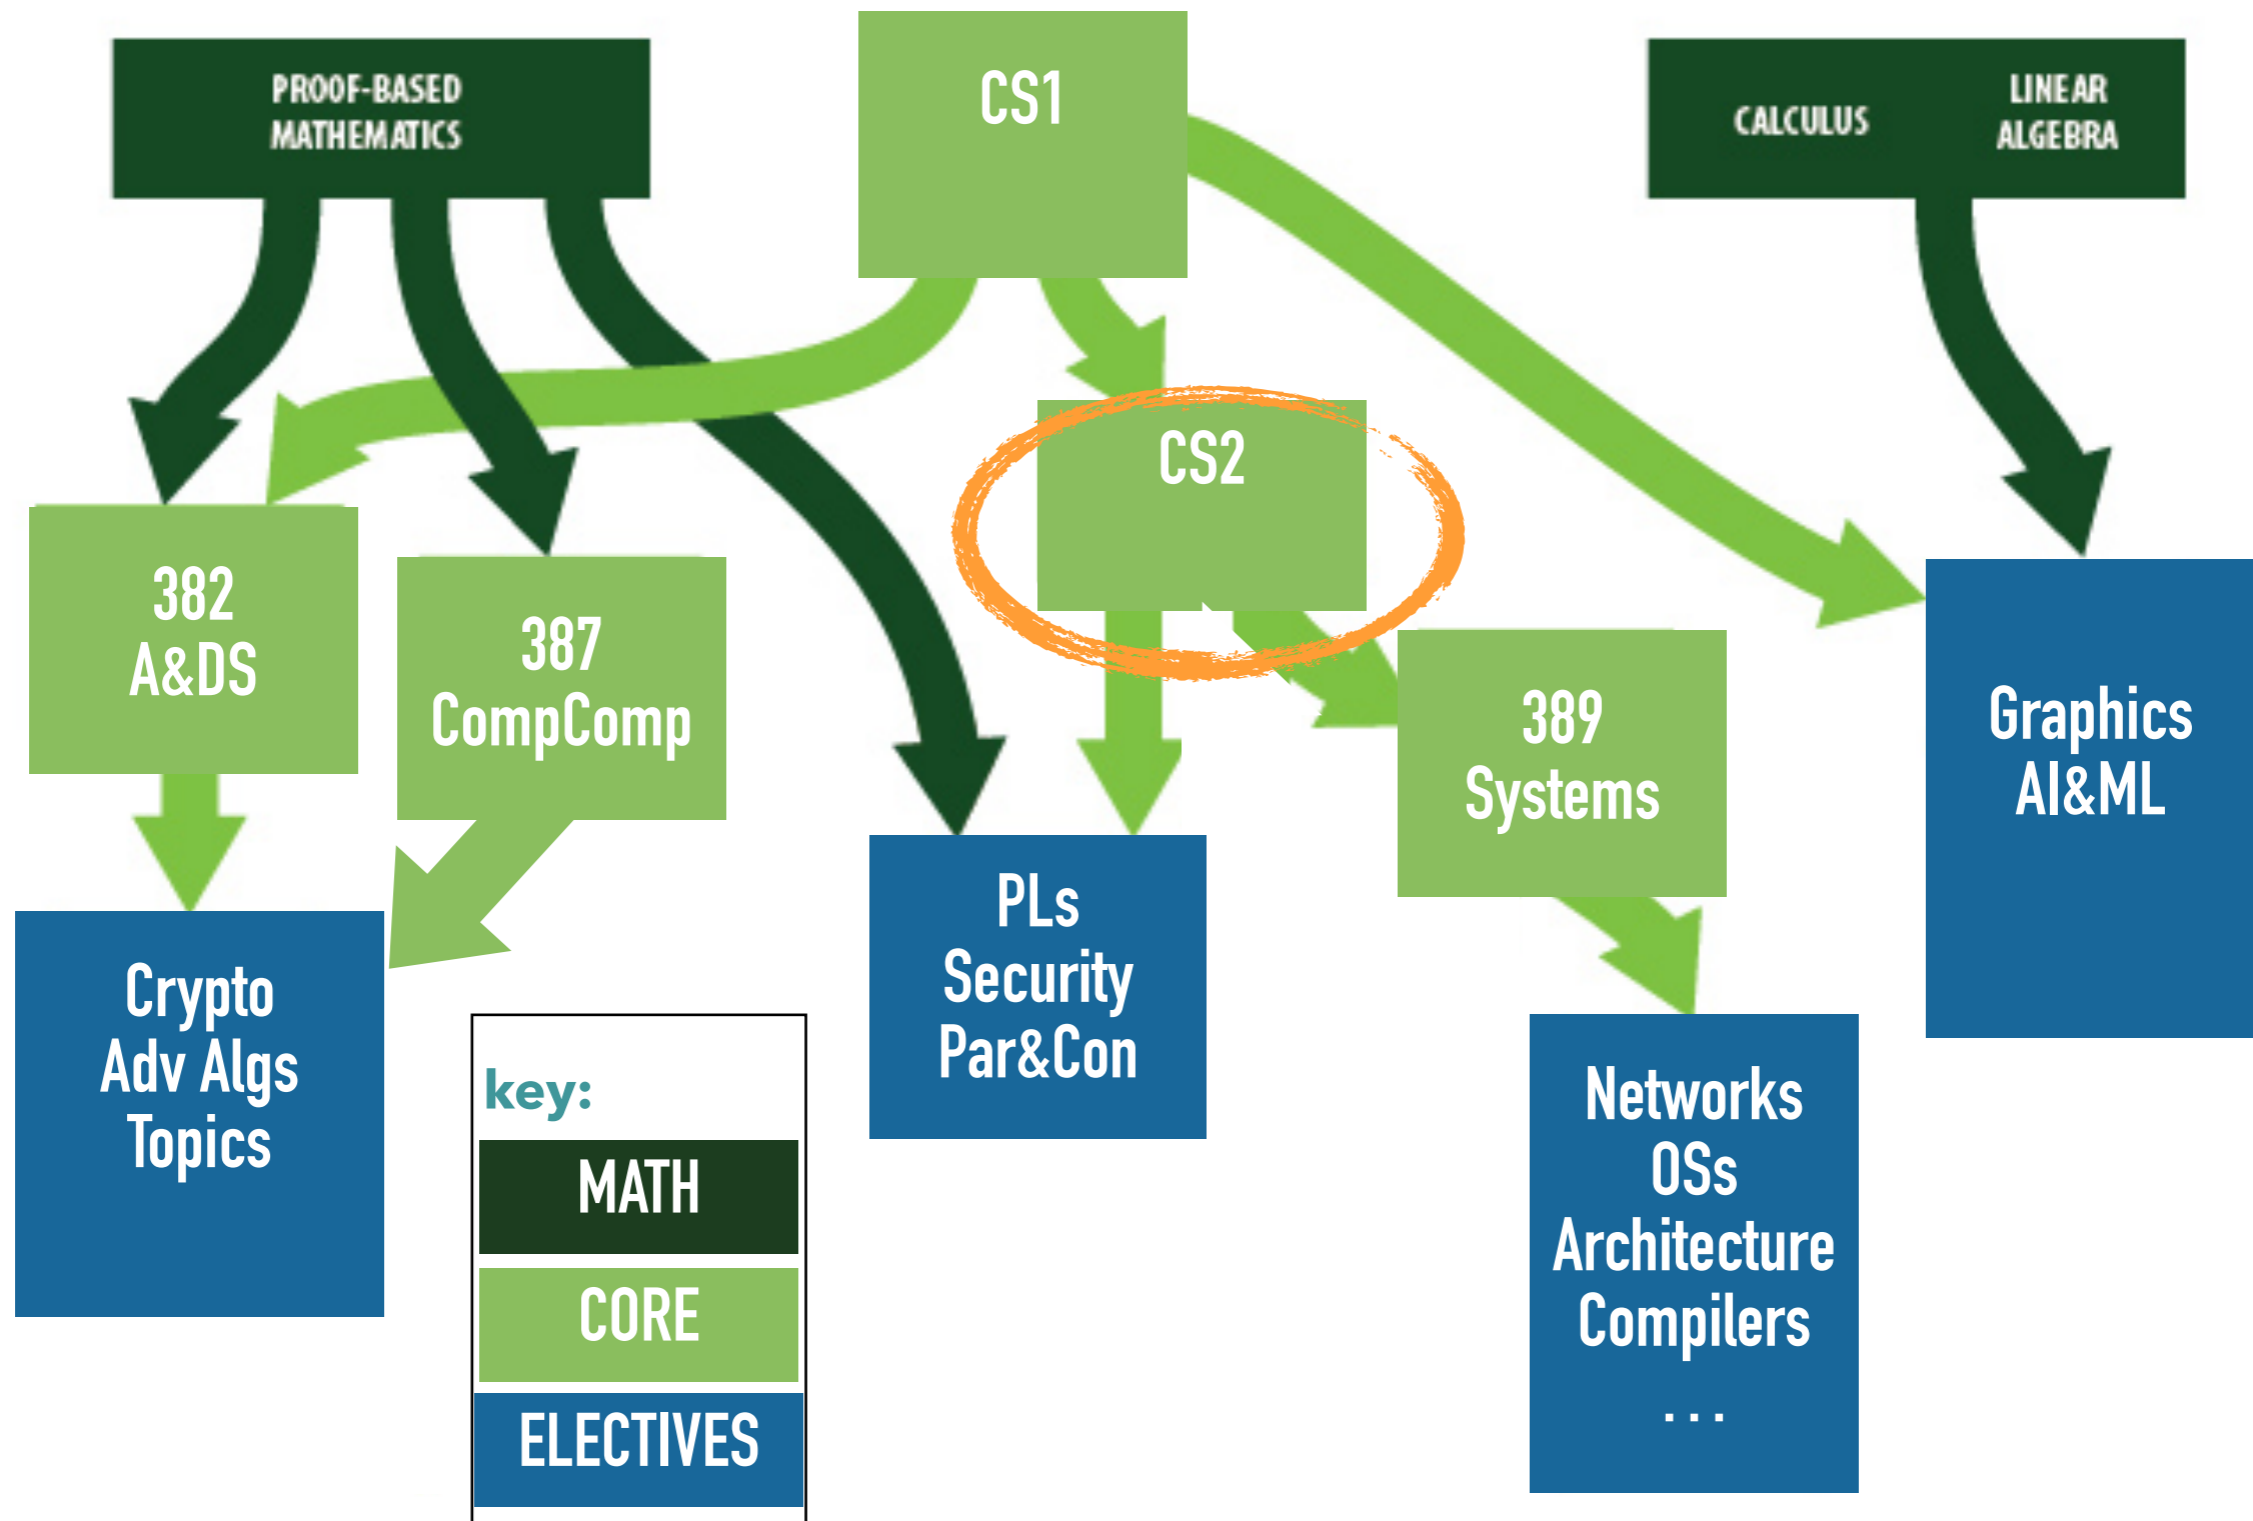 PROOF-BASED
MATHEMATICS
CS1
CALCULUS
LINEAR
ALGEBRA
CS2
382
A&DS
387
CompComp
389
Systems
Graphics
AI&ML
PLs
Security
Par&Con
Crypto
Adv Algs
Topics
Networks
OSs
Architecture
Compilers
...
key:
MATH
CORE
ELECTIVES